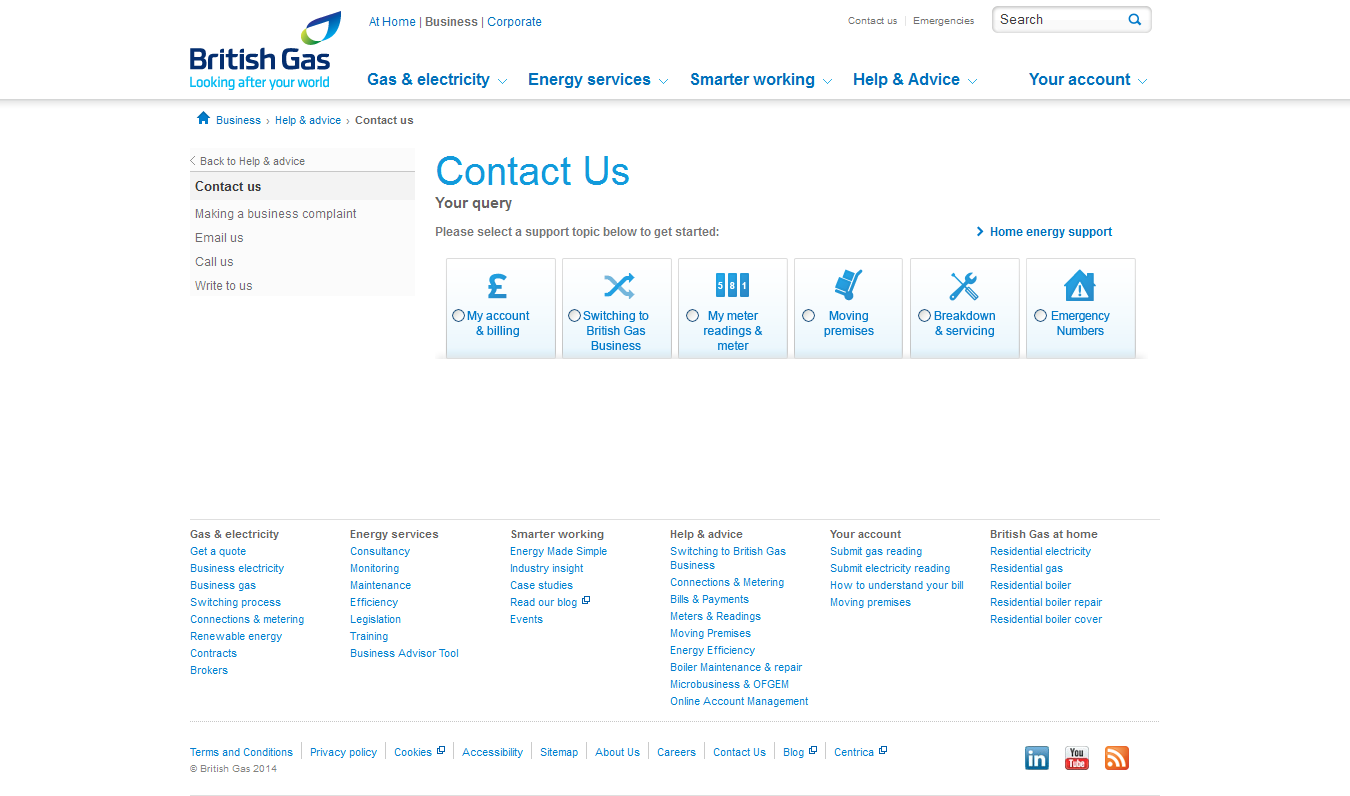 At Home | Business | Corporate
Contact us
Emergencies
Search
British Gas
Looking after your world
Gas & electricity
Energy services
Smarter working
Help & Advice
Your account
Business › Help & advice › Contact us
Back to Help & advice
Contact us
Making a business complaint
Email us
Call us
Write to us
Contact Us
Your query
Please select a support topic below to get started:
Home energy support
£
My account
& billing
Switching to
British Gas
Business
5 8 1
My meter
readings &
meter
Moving
premises
Breakdown
& servicing
Emergency
Numbers
Gas & electricity
Get a quote
Business electricity
Business gas
Switching process
Connections & metering
Renewable energy
Contracts
Brokers
Energy services
Consultancy
Monitoring
Maintenance
Efficiency
Legislation
Training
Business Advisor Tool
Smarter working
Energy Made Simple
Industry insight
Case studies
Read our blog
Events
Help & advice
Switching to British Gas
Business
Connections & Metering
Bills & Payments
Meters & Readings
Moving Premises
Energy Efficiency
Boiler Maintenance & repair
Microbusiness & OFGEM
Online Account Management
Your account
Submit gas reading
Submit electricity reading
How to understand your bill
Moving premises
British Gas at home
Residential electricity
Residential gas
Residential boiler
Residential boiler repair
Residential boiler cover
Terms and Conditions
Privacy policy
Cookies
Accessibility
Sitemap
About Us
Careers
Contact Us
Blog
Centrica
in
You
Tube
© British Gas 2014